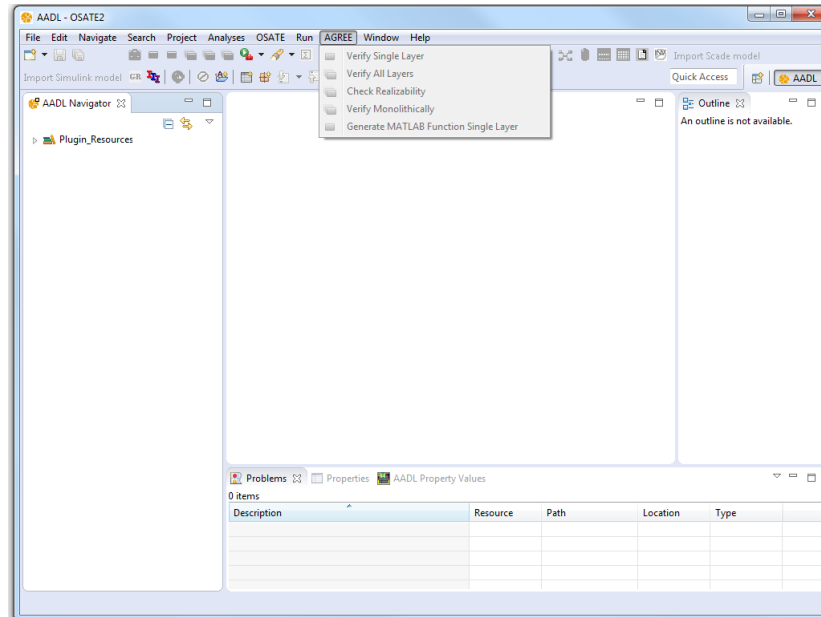 AADL - OSATE2
File Edit Navigate Search Project Analyses OSATE Run AGREE Window Help
Import Scade model
Import Simulink model GR
Quick Access
AADL
Verify Single Layer
Verify All Layers
Check Realizability
Verify Monolithically
Generate MATLAB Function Single Layer
AADL Navigator
Plugin_Resources
Outline
An outline is not available.
Problems Properties AADL Property Values
0 items
Description Resource Path Location Type